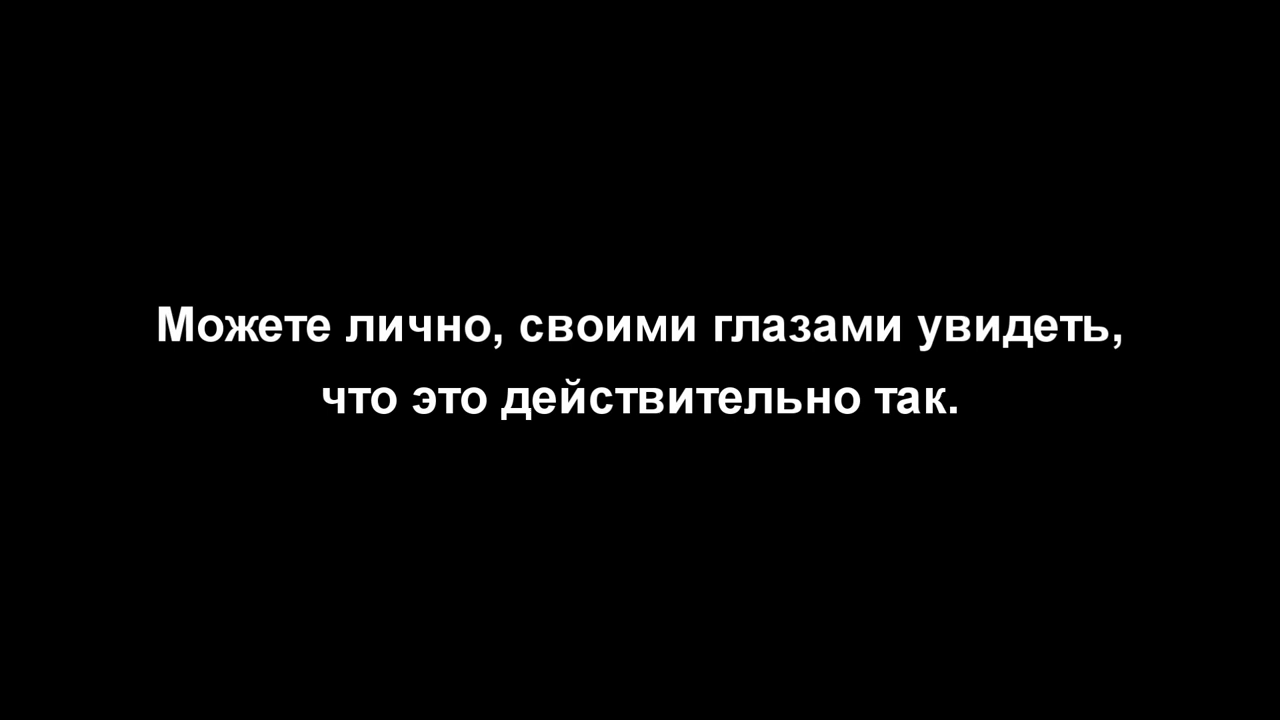 Можете лично, своими глазами увидеть,
что это действительно так.